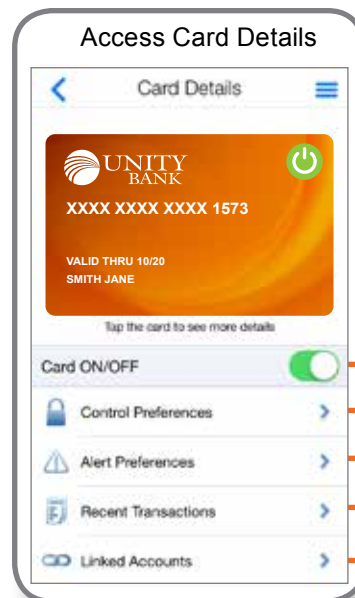 Access Card Details
Card Details
UNITY
BANK
XXXX XXXX XXXX 1573
VALID THRU 10/20
SMITH JANE
Tap the card to see more details
Card ON/OFF
Control Preferences
Alert Preferences
Recent Transactions
Linked Accounts